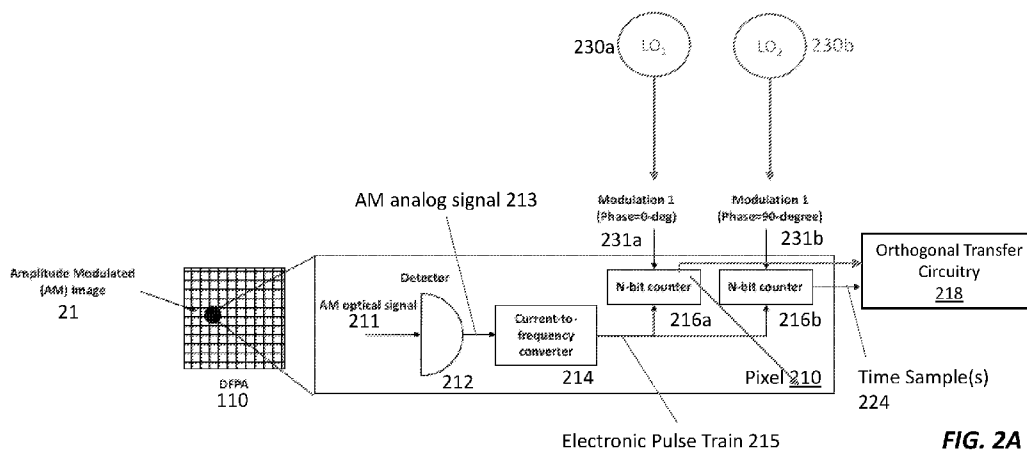 230a
LO1
LO2
230b
AM analog signal 213
Modulation 1
(Phase=0-deg)
231a
Modulation 1
(Phase=90-degree)
231b
Orthogonal Transfer
Circuitry
218
Amplitude Modulated
(AM) Image
21
Detector
AM optical signal
211
N-bit counter
N-bit counter
216a
216b
Current-to-
frequency
converter
212
214
Pixel 210
Time Sample(s)
224
DFPA
110
Electronic Pulse Train 215
FIG. 2A